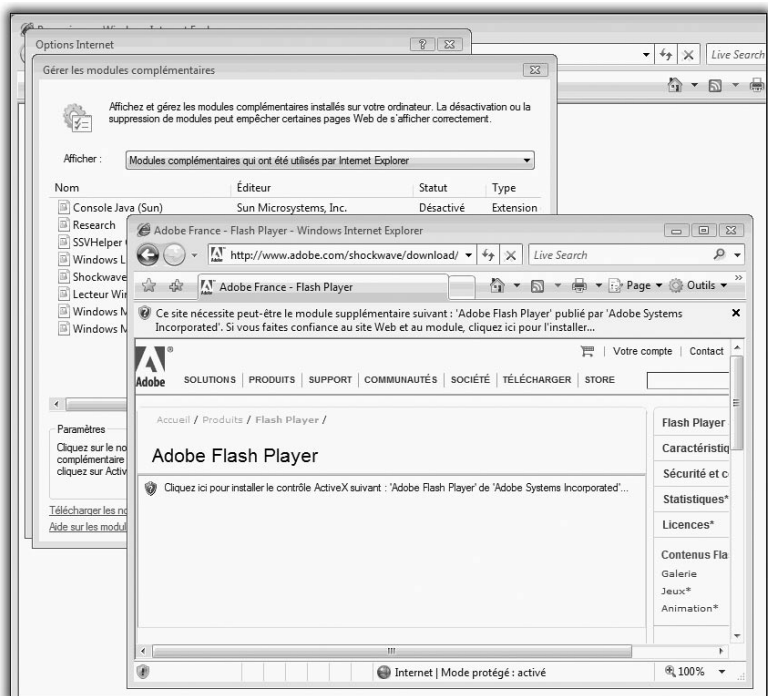 Options Internet
Live Search
Gérer les modules complémentaires
Affichez et gérez les modules complémentaires installés sur votre ordinateur. La désactivation ou la
suppression de modules peut empêcher certaines pages Web de s'afficher correctement.
Afficher :
Modules complémentaires qui ont été utilisés par Internet Explorer
Nom Éditeur Statut Type
Console Java (Sun) Sun Microsystems, Inc. Désactivé Extension
Research
SSVHelper
Windows L
Shockwave
Lecteur Wi
Windows M
Windows M
Paramètres
Cliquez sur le no
complémentaire
cliquez sur Activ
Télécharger les no
Aide sur les modul
Adobe France - Flash Player - Windows Internet Explorer
http://www.adobe.com/shockwave/download/ Live Search
Adobe France - Flash Player
Page Outils
Ce site nécessite peut-être le module supplémentaire suivant : 'Adobe Flash Player' publié par 'Adobe Systems
Incorporated'. Si vous faites confiance au site Web et au module, cliquez ici pour l'installer...
Votre compte | Contact
Adobe
SOLUTIONS | PRODUITS | SUPPORT | COMMUNAUTÉS | SOCIÉTÉ | TÉLÉCHARGER | STORE
Accueil / Produits / Flash Player /
Adobe Flash Player
Cliquez ici pour installer le contrôle ActiveX suivant : 'Adobe Flash Player' de 'Adobe Systems Incorporated'...
Flash Player
Caractéristiq
Sécurité et c
Statistiques*
Licences*
Contenus Fla
Galerie
Jeux*
Animation*
Internet | Mode protégé : activé
100%